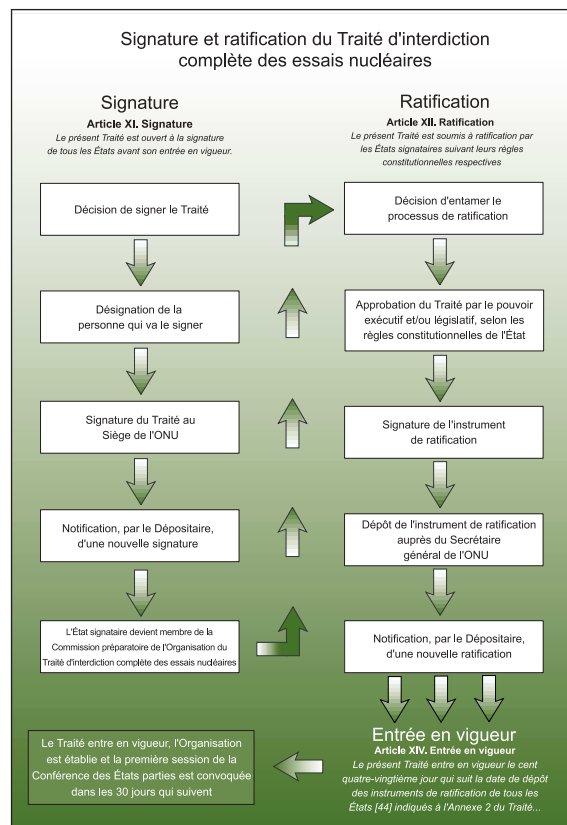 Signature et ratification du Traité d'interdiction
complète des essais nucléaires
Signature
Article XI. Signature
Le présent Traité est ouvert à la signature
de tous les États avant son entrée en vigueur.
Décision de signer le Traité
Désignation de la
personne qui va le signer
Signature du Traité au
Siège de l'ONU
Notification, par le Dépositaire,
d'une nouvelle signature
L'État signataire devient membre de la
Commission préparatoire de l'Organisation du
Traité d'interdiction complète des essais nucléaires
Ratification
Article XII. Ratification
Le présent Traité est soumis à ratification par
les États signataires suivant leurs règles
constitutionnelles respectives
Décision d'entamer le
processus de ratification
Approbation du Traité par le pouvoir
exécutif et/ou législatif, selon les
règles constitutionnelles de l'État
Signature de l'instrument
de ratification
Dépôt de l'instrument de ratification
auprès du Secrétaire
général de l'ONU
Notification, par le Dépositaire,
d'une nouvelle ratification
Entrée en vigueur
Article XIV. Entrée en vigueur
Le présent Traité entre en vigueur le cent
quatre-vingtième jour qui suit la date de dépôt
des instruments de ratification de tous les
États [44] indiqués à l'Annexe 2 du Traité...
Le Traité entre en vigueur, l'Organisation
est établie et la première session de la
Conférence des États parties est convoquée
dans les 30 jours qui suivent